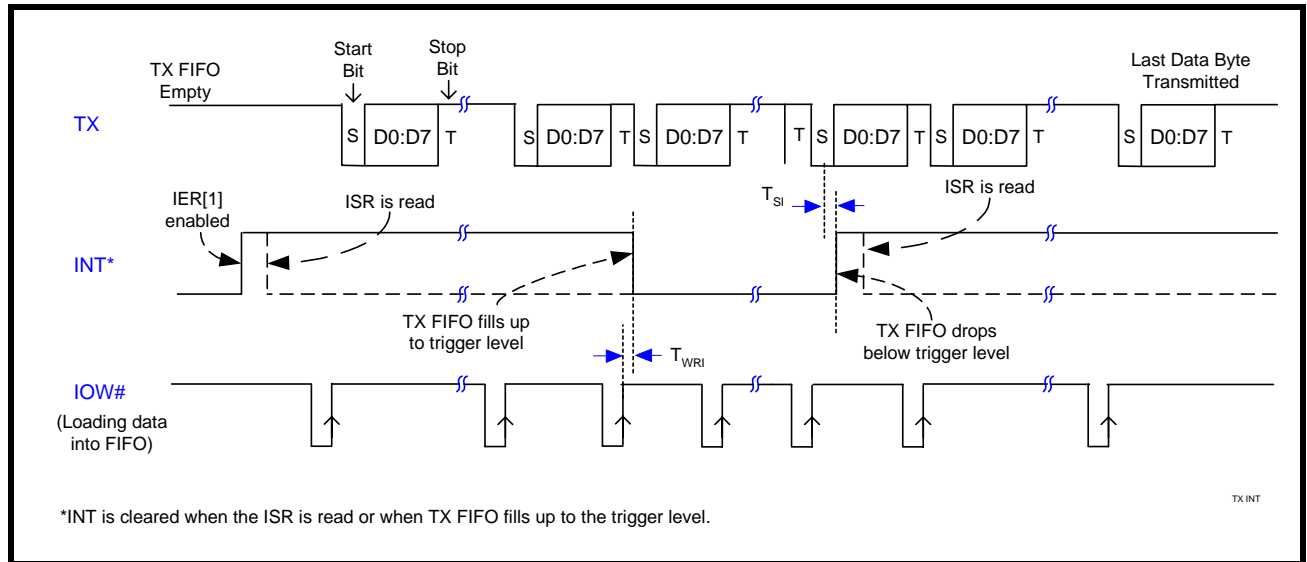 Start
Bit
Stop
Bit
TX FIFO
Empty
Last Data Byte
Transmitted
TX
S D0:D7 T S D0:D7 T S D0:D7 T T S D0:D7 T S D0:D7 T S D0:D7 T
IER[1]
enabled
ISR is read
TSI
ISR is read
INT*
TX FIFO fills up
to trigger level
TX FIFO drops
below trigger level
TWRI
IOW#
(Loading data
into FIFO)
TX INT
*INT is cleared when the ISR is read or when TX FIFO fills up to the trigger level.